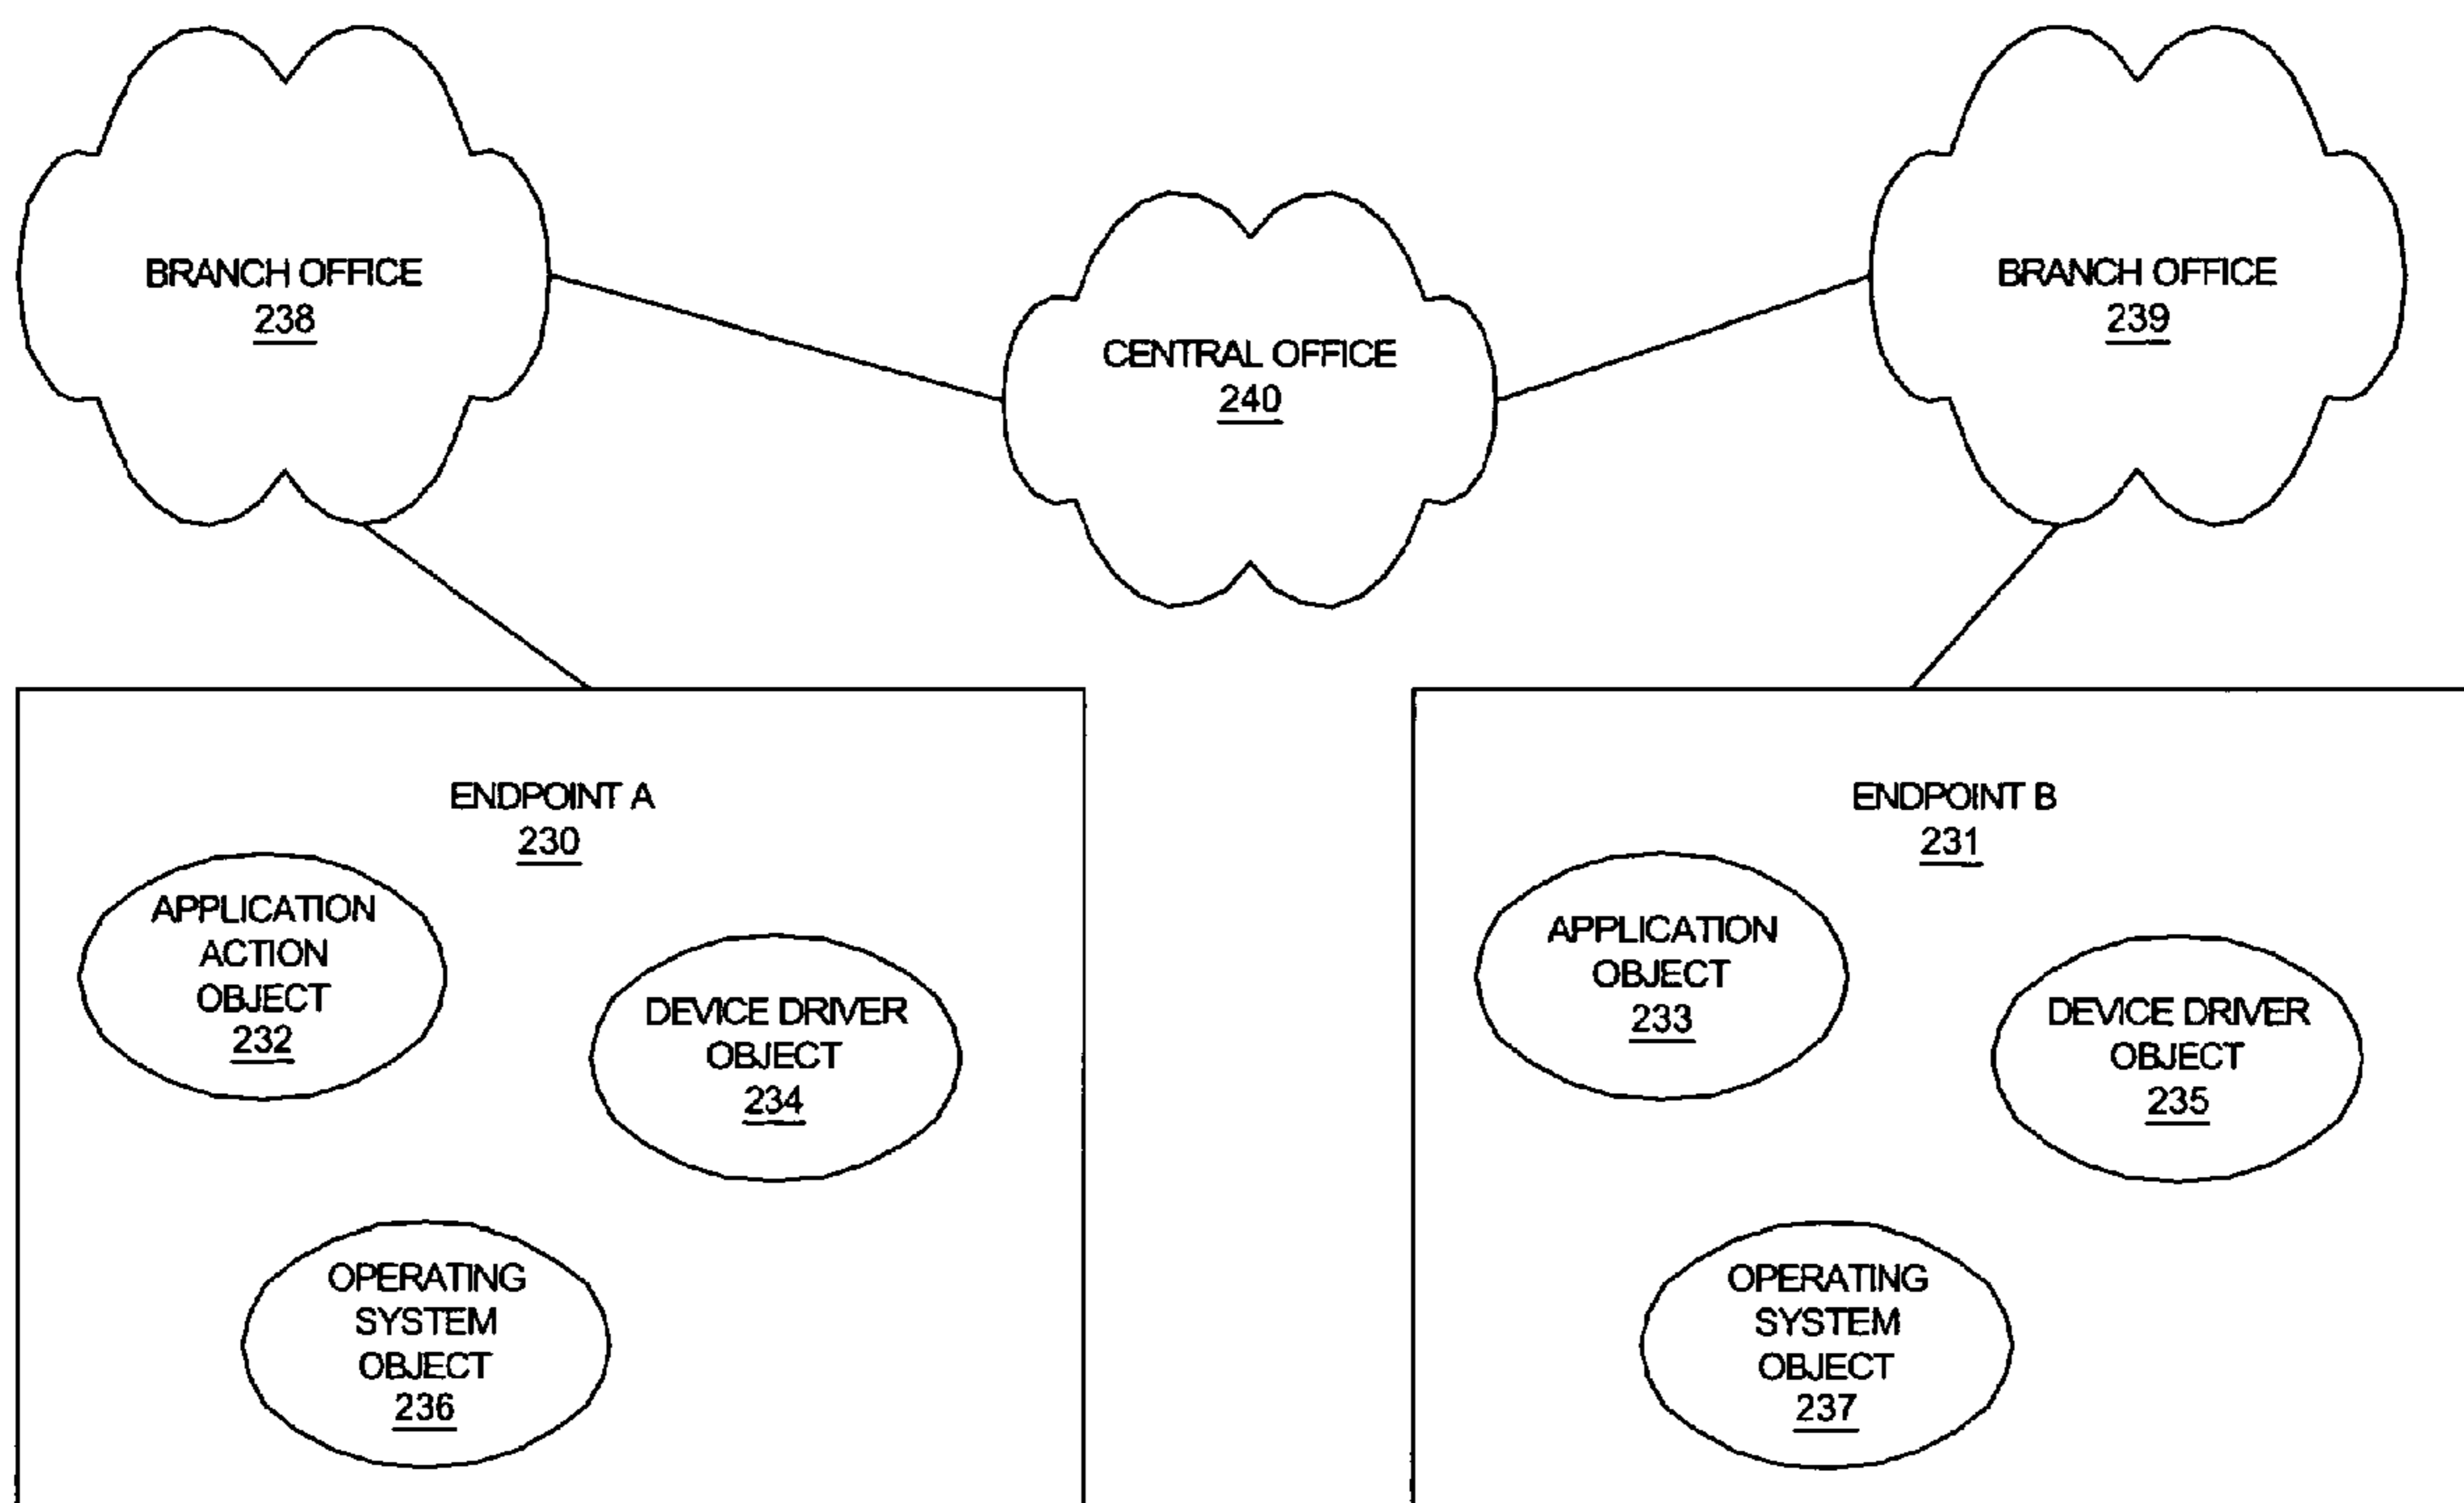 BRANCH OFFICE
238
BRANCH OFFICE
239
CENTRAL OFFICE
240
ENDPOINT A
230
APPLICATION
ACTION
OBJECT
232
DEVICE DRIVER
OBJECT
234
OPERATING
SYSTEM
OBJECT
236
ENDPOINT B
231
APPLICATION
OBJECT
233
DEVICE DRIVER
OBJECT
235
OPERATING
SYSTEM
OBJECT
237